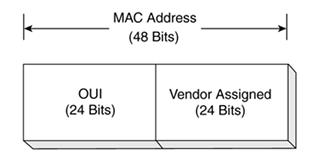 MAC Address
(48 Bits)
OUI
(24 Bits)
Vendor Assigned
(24 Bits)